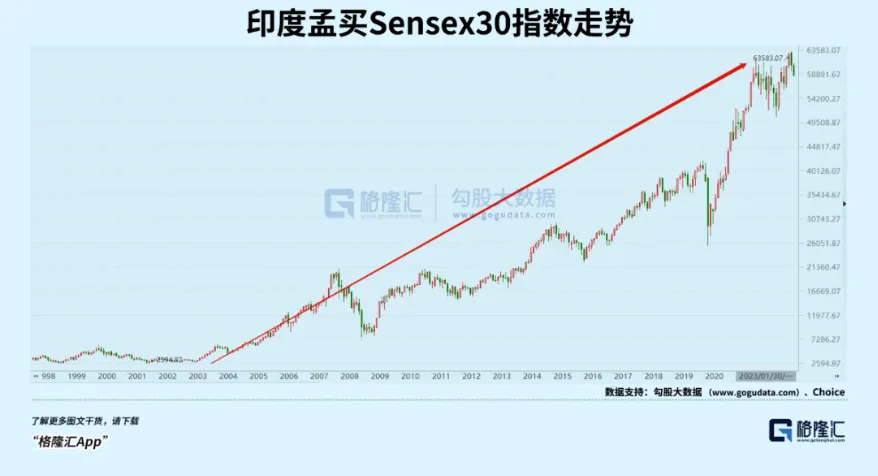 印度孟买Sensex30指数走势
63583.07
63583.07
58891.67
54200.27
49508.87
44817.47
40126.07
35434.67
30743.27
26051.87
21360.47
16669.07
11977.67
7286.27
2594.87
2594.87
格隆汇
勾股大数据
www.gogudata.com
998 1999 2000 2001 2002 2003 2004 2005 2006 2007 2008 2009 2010 2011 2012 2013 2014 2015 2016 2017 2018 2019 2020 2023/01/30/一
数据支持：勾股大数据（www.gogudata.com）、Choice
了解更多图文干货，请下载
“格隆汇App”
格隆汇